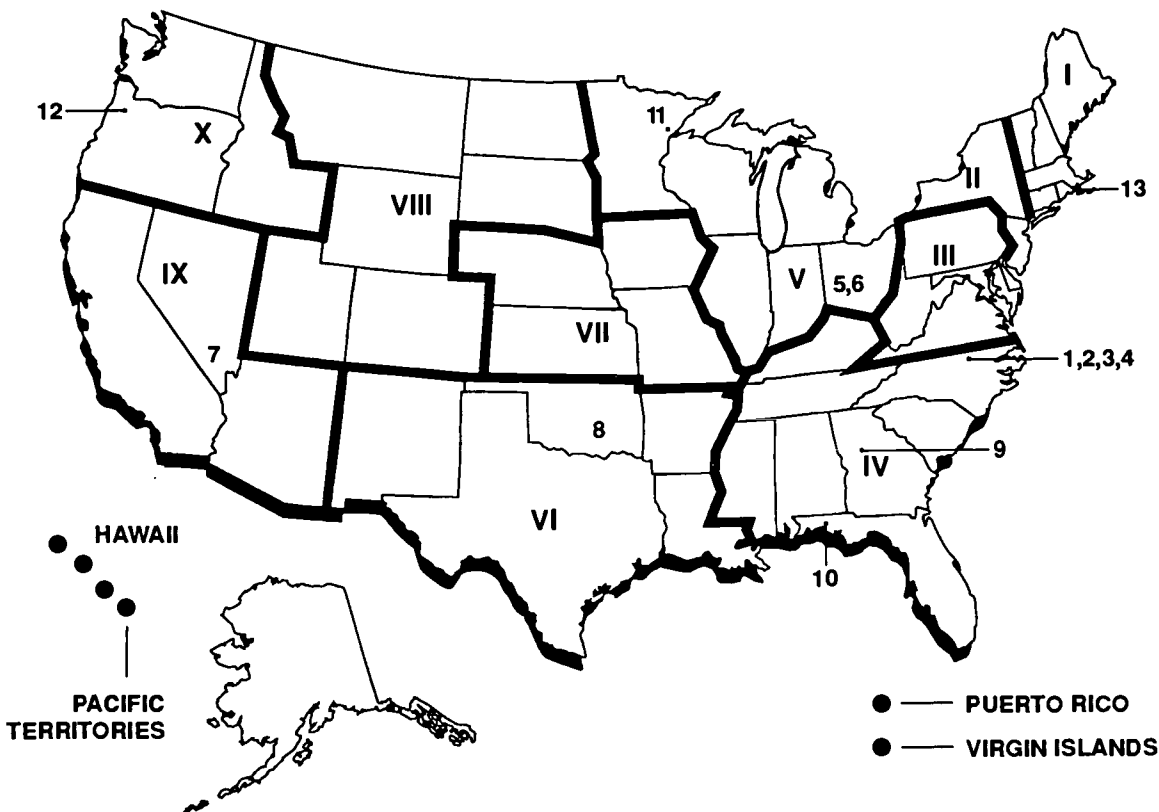 I
12
11
X
II
13
VIII
III
IX
V
5,6
VII
7
1,2,3,4
8
9
IV
VI
HAWAII
10
PACIFIC
TERRITORIES
PUERTO RICO
VIRGIN ISLANDS